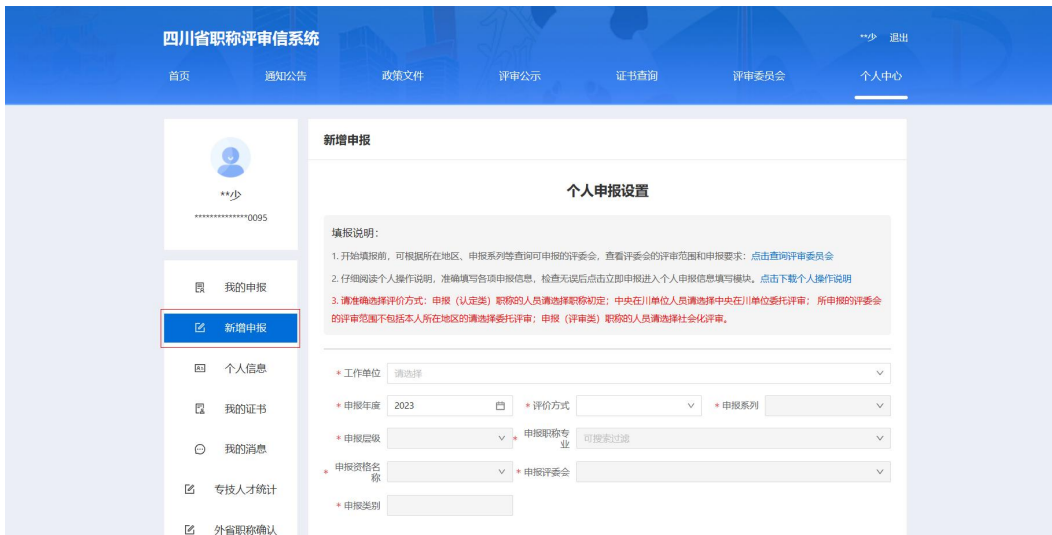 四川省职称评审信系统
**少 退出
首页 通知公告 政策文件 评审公示 证书查询 评审委员会 个人中心
**少
**************0095
我的申报
新增申报
个人信息
我的证书
我的消息
专技人才统计
外省职称确认
新增申报
个人申报设置
填报说明：
1. 开始填报前，可根据所在地区、申报系列等查询可申报的评委会，查看评委会的评审范围和申报要求：点击查询评审委员会
2. 仔细阅读个人操作说明，准确填写各项申报信息，检查无误后点击立即申报进入个人申报信息填写模块。点击下载个人操作说明
3. 请准确选择评价方式：申报（认定类）职称的人员请选择职称初定；中央在川单位人员请选择中央在川单位委托评审； 所申报的评委会
的评审范围不包括本人所在地区的请选择委托评审；申报（评审类）职称的人员请选择社会化评审。
* 工作单位 请选择
* 申报年度 2023 * 评价方式 * 申报系列
* 申报层级 * 申报职称专
业 可搜索过滤
* 申报资格名
称 * 申报评委会
* 申报类别